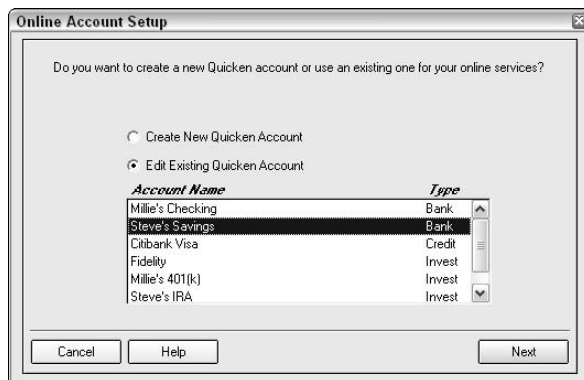 Online Account Setup
Do you want to create a new Quicken account or use an existing one for your online services?
Create New Quicken Account
Edit Existing Quicken Account
Account Name Type
Millie's Checking Bank
Steve's Savings Bank
Citibank Visa Credit
Fidelity Invest
Millie's 401(k) Invest
Steve's IRA Invest
Cancel Help Next